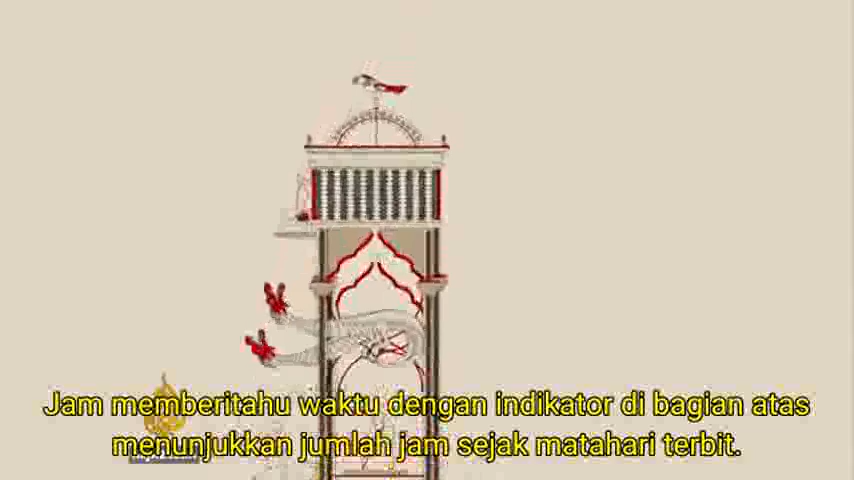 Jam memberitahu waktu dengan indikator di bagian atas
menunjukkan jumlah jam sejak matahari terbit.